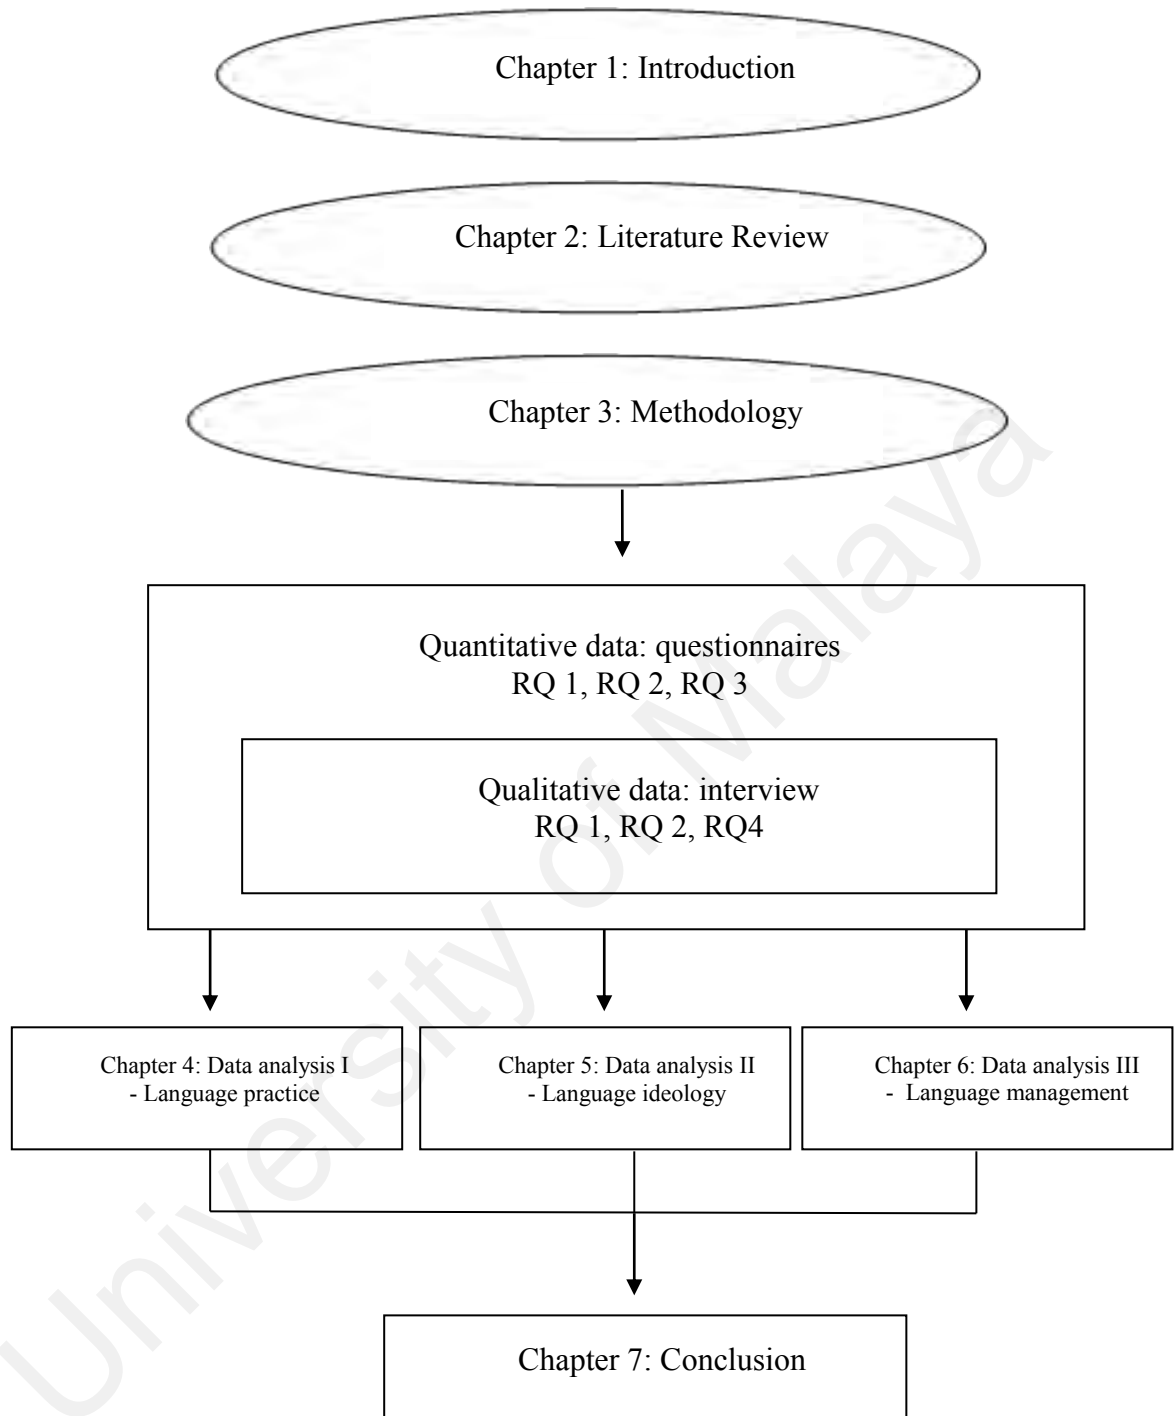 Chapter 1: Introduction
Chapter 2: Literature Review
Chapter 3: Methodology
Quantitative data: questionnaires
RQ 1, RQ 2, RQ 3
Qualitative data: interview
RQ 1, RQ 2, RQ4
Chapter 4: Data analysis I
- Language practice
Chapter 5: Data analysis II
- Language ideology
Chapter 6: Data analysis III
- Language management
Chapter 7: Conclusion
University of Malaya